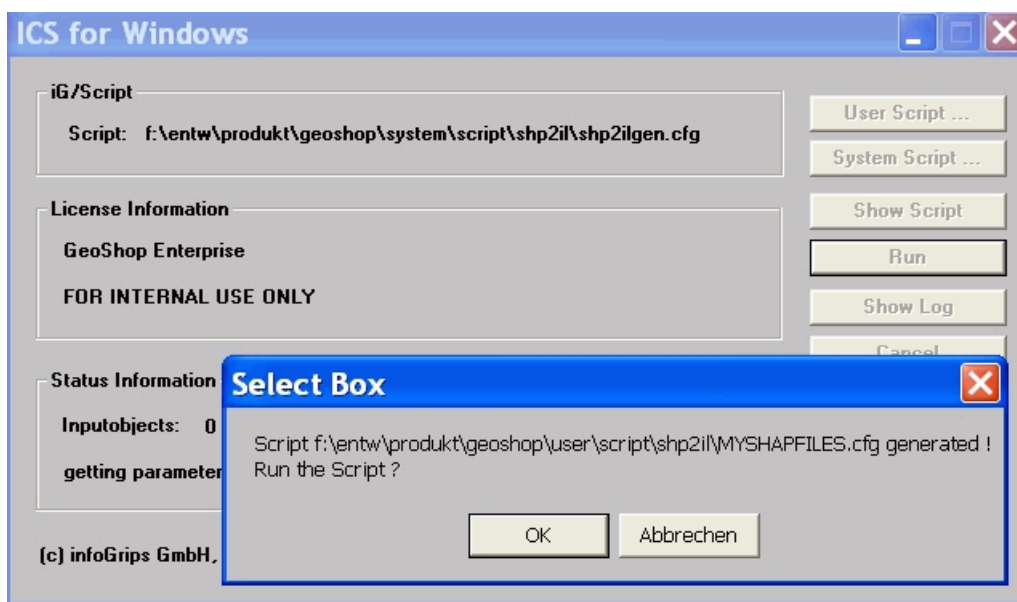 ICS for Windows
iG/Script
Script: f:\entw\produkt\geoshop\system\script\shp2il\shp2ilgen.cfg
User Script ...
System Script ...
License Information
GeoShop Enterprise
FOR INTERNAL USE ONLY
Show Script
Run
Show Log
Cancel
Status Information
Inputobjects: 0
getting parameter
Select Box
Script f:\entw\produkt\geoshop\user\script\shp2il\MYSHAPFILES.cfg generated !
Run the Script ?
OK
Abbrechen
(c) infoGrips GmbH,